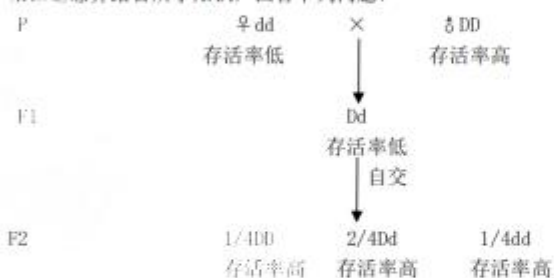 P ♀dd × ♂DD
存活率低 存活率高
F1 Dd
存活率低
自交
F2 1/4DD 2/4Dd 1/4dd
存活率高 存活率高 存活率高